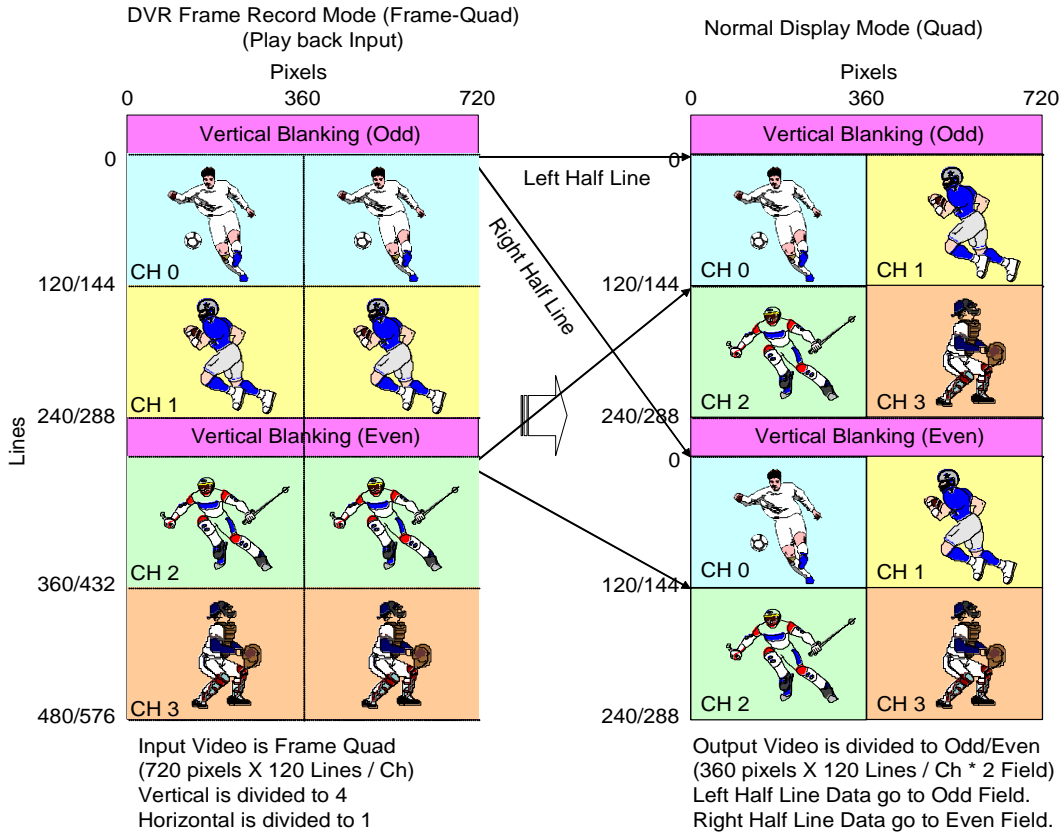 DVR Frame Record Mode (Frame-Quad)
(Play back Input)
Pixels
0 360 720
Vertical Blanking (Odd)
0
CH 0
120/144
CH 1
240/288
Vertical Blanking (Even)
Lines
CH 2
360/432
CH 3
480/576
Input Video is Frame Quad
(720 pixels X 120 Lines / Ch)
Vertical is divided to 4
Horizontal is divided to 1
Left Half Line
Right Half Line
Normal Display Mode (Quad)
Pixels
0 360 720
Vertical Blanking (Odd)
0
CH 0 CH 1
120/144
CH 2 CH 3
240/288
Vertical Blanking (Even)
0
CH 0 CH 1
120/144
CH 2 CH 3
240/288
Output Video is divided to Odd/Even
(360 pixels X 120 Lines / Ch * 2 Field)
Left Half Line Data go to Odd Field.
Right Half Line Data go to Even Field.